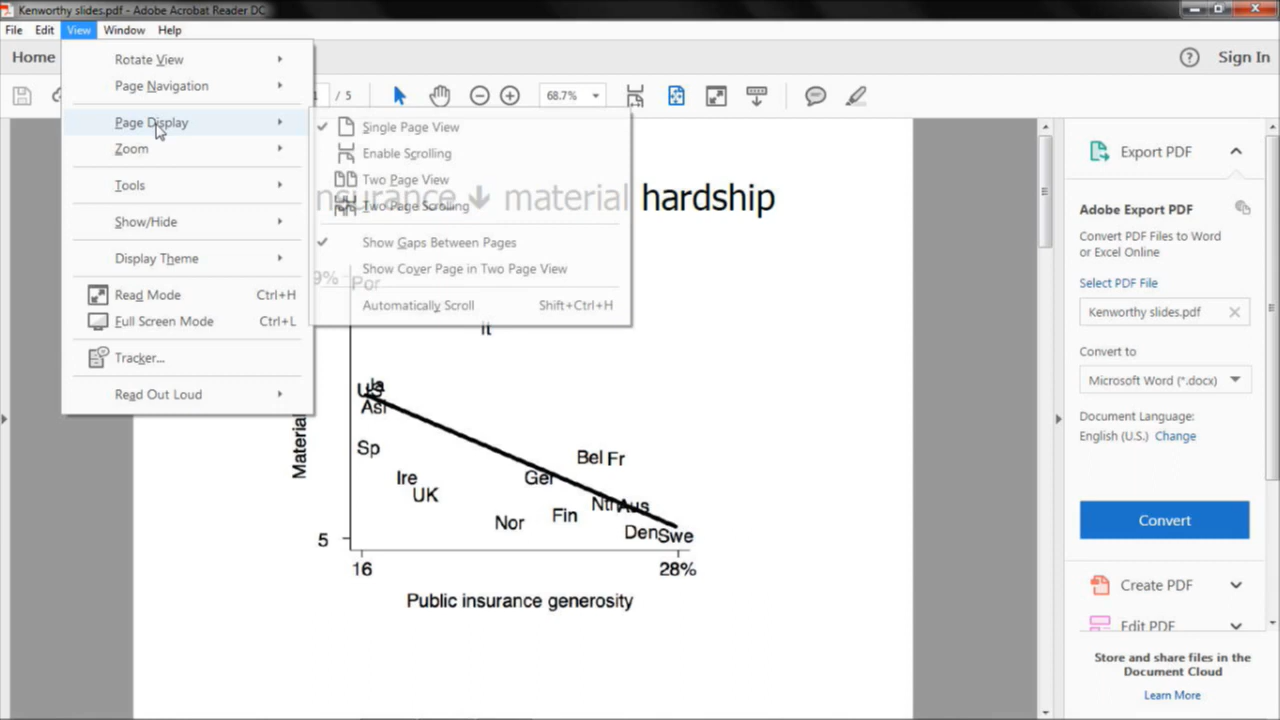 Kenworthy slides.pdf - Adobe Acrobat Reader DC
File Edit View Window Help
Home
Sign In
/ 5
68.7%
Rotate View
Page Navigation
Page Display
Zoom
Tools
Show/Hide
Display Theme
Read Mode Ctrl+H
Full Screen Mode Ctrl+L
Tracker...
Read Out Loud
Single Page View
Enable Scrolling
Two Page View
Two Page Scrolling
Show Gaps Between Pages
Show Cover Page in Two Page View
Automatically Scroll Shift+Ctrl+H
nsurance ↓ material hardship
9% Por
It
Ja
US
Asl
Sp
Bel Fr
Ire
Ger
UK
Nth Aus
Nor
Fin
Den Swe
Material
5
16
28%
Public insurance generosity
Export PDF
Adobe Export PDF
Convert PDF Files to Word
or Excel Online
Select PDF File
Kenworthy slides.pdf
Convert to
Microsoft Word (*.docx)
Document Language:
English (U.S.) Change
Convert
Create PDF
Edit PDF
Store and share files in the
Document Cloud
Learn More